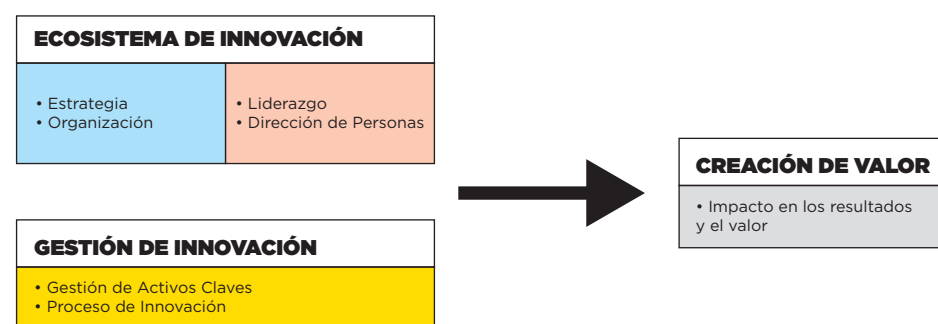 ECOSISTEMA DE INNOVACIÓN
• Estrategia
• Organización
• Liderazgo
• Dirección de Personas
CREACIÓN DE VALOR
• Impacto en los resultados
y el valor
GESTIÓN DE INNOVACIÓN
• Gestión de Activos Claves
• Proceso de Innovación